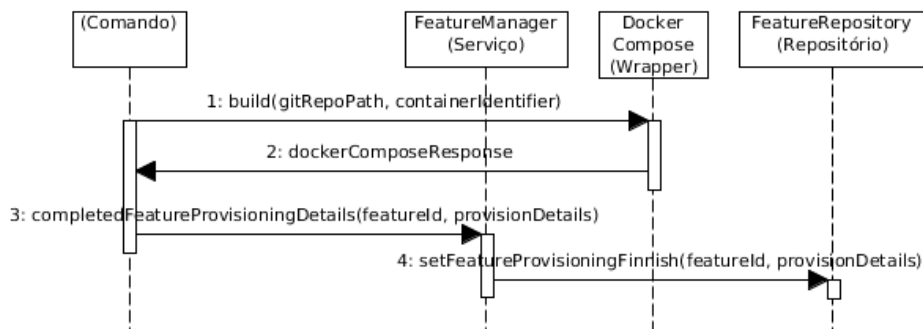 (Comando)
FeatureManager
(Serviço)
Docker
Compose
(Wrapper)
FeatureRepository
(Repositório)
1: build(gitRepoPath, containerIdentifier)
2: dockerComposeResponse
3: completedFeatureProvisioningDetails(featureId, provisionDetails)
4: setFeatureProvisioningFinrlish(featureId, provisionDetails)